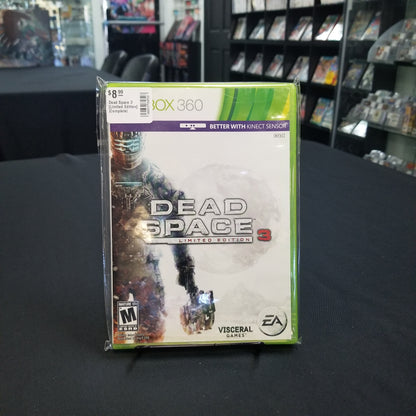 $8.99
Dead Space 3
[Limited Edition]
(Complete)
XBOX 360
BETTER WITH KINECT SENSOR
DEAD
SPACE 3
LIMITED EDITION
MATURE 17+
M
ESRB
VISCERAL
GAMES
EA